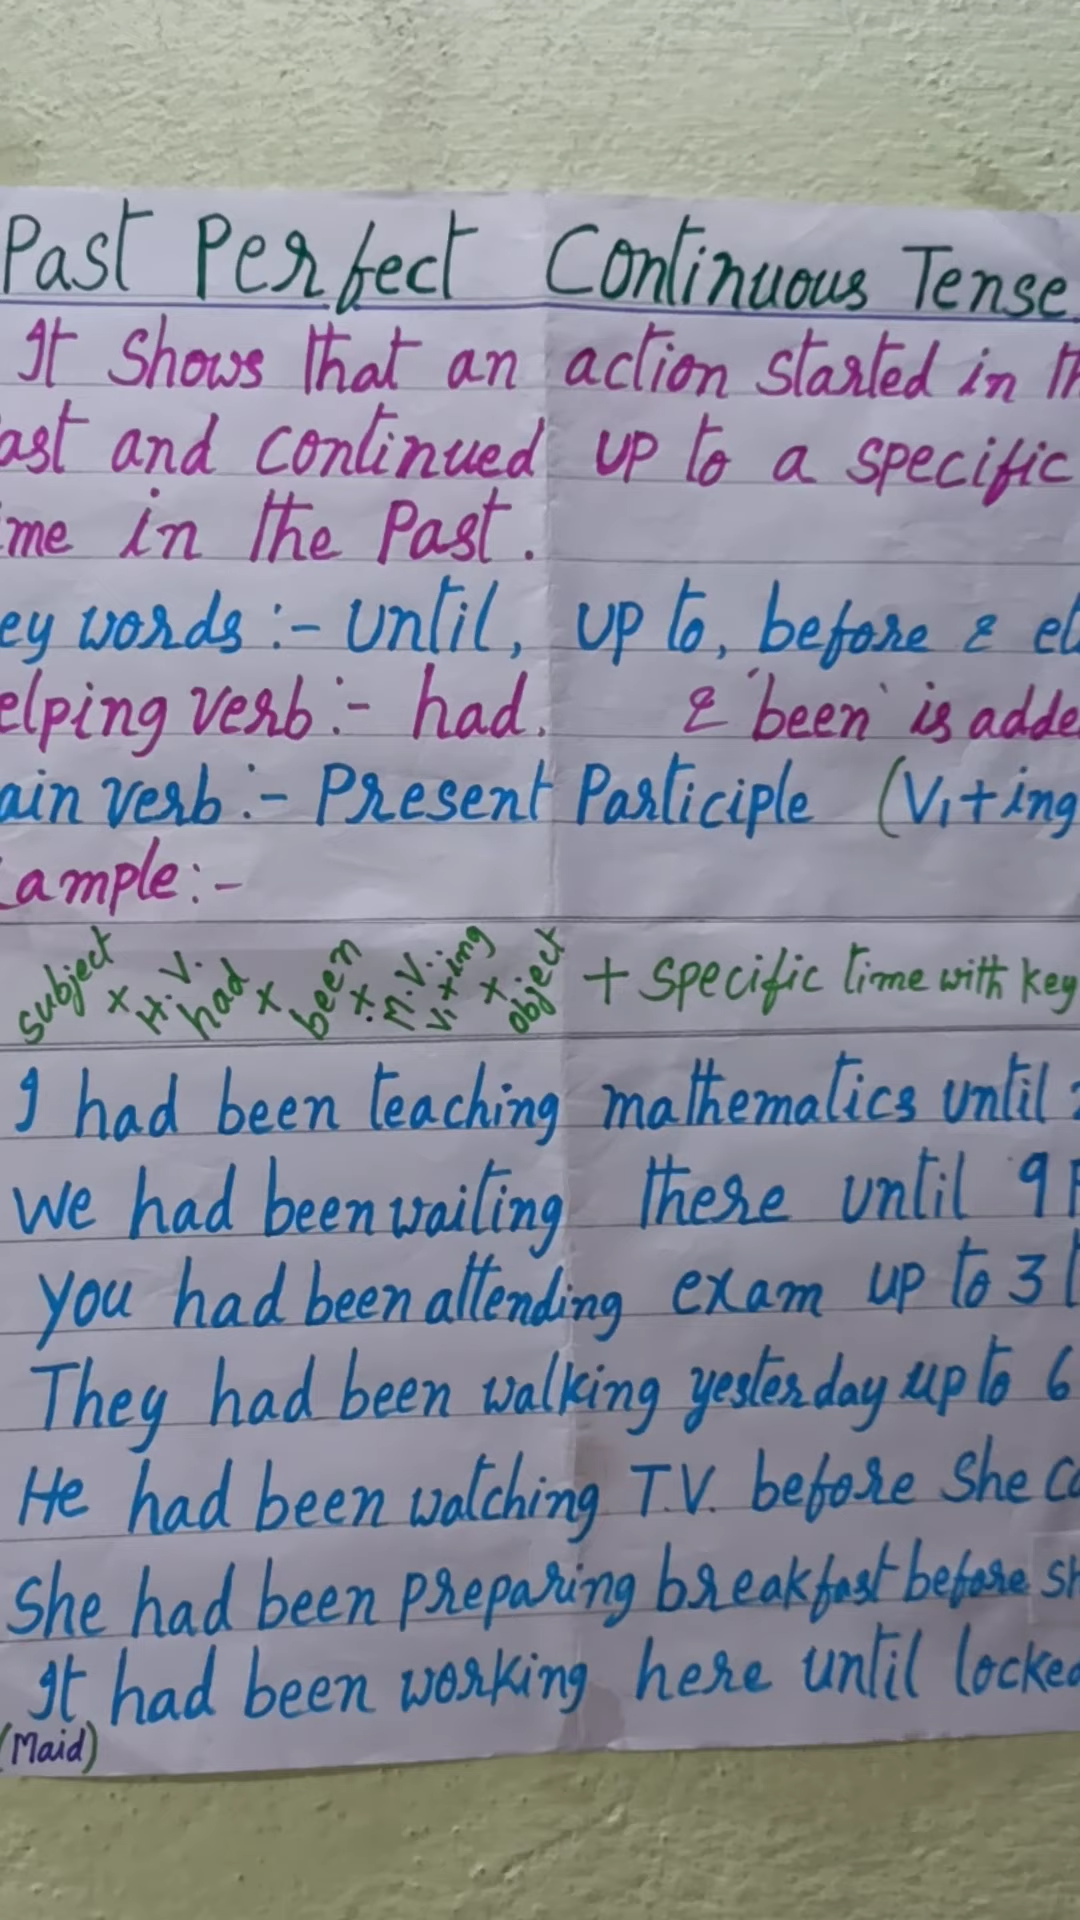 Past Perfect Continuous Tense
It shows that an action started in th
ast and continued up to a specific
me in the Past.
ey words :- until, up to, before & et
elping verb :- had. & 'been' is adde
ain verb :- Present Participle (V1+ing
ample:-
subject + H.V. had + been + M.V. V1+ing + object + specific time with key
I had been teaching mathematics until
We had been waiting there until 9 P
You had been attending exam up to 3
They had been walking yesterday up to 6
He had been watching T.V. before she co
She had been preparing breakfast before sh
It had been working here until locked
(Maid)